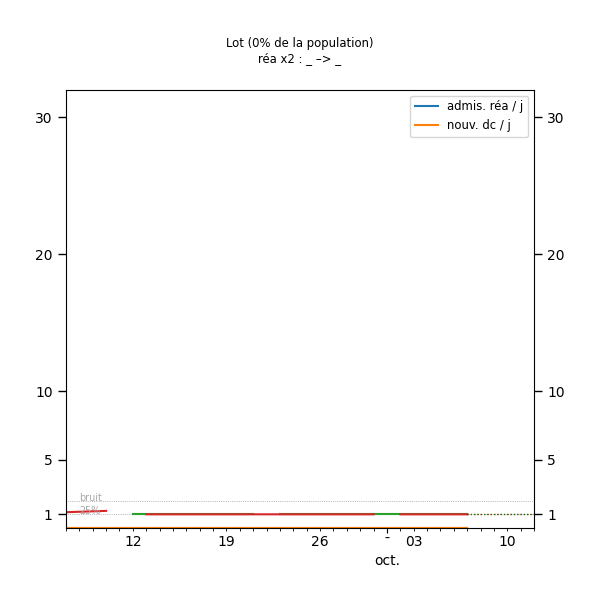 Lot (0% de la population)
réa x2 : _ –> _
admis. réa / j
nouv. dc / j
30 30
20 20
10 10
5 5
bruit
25%
1 1
12 19 26 - 03 10
oct.